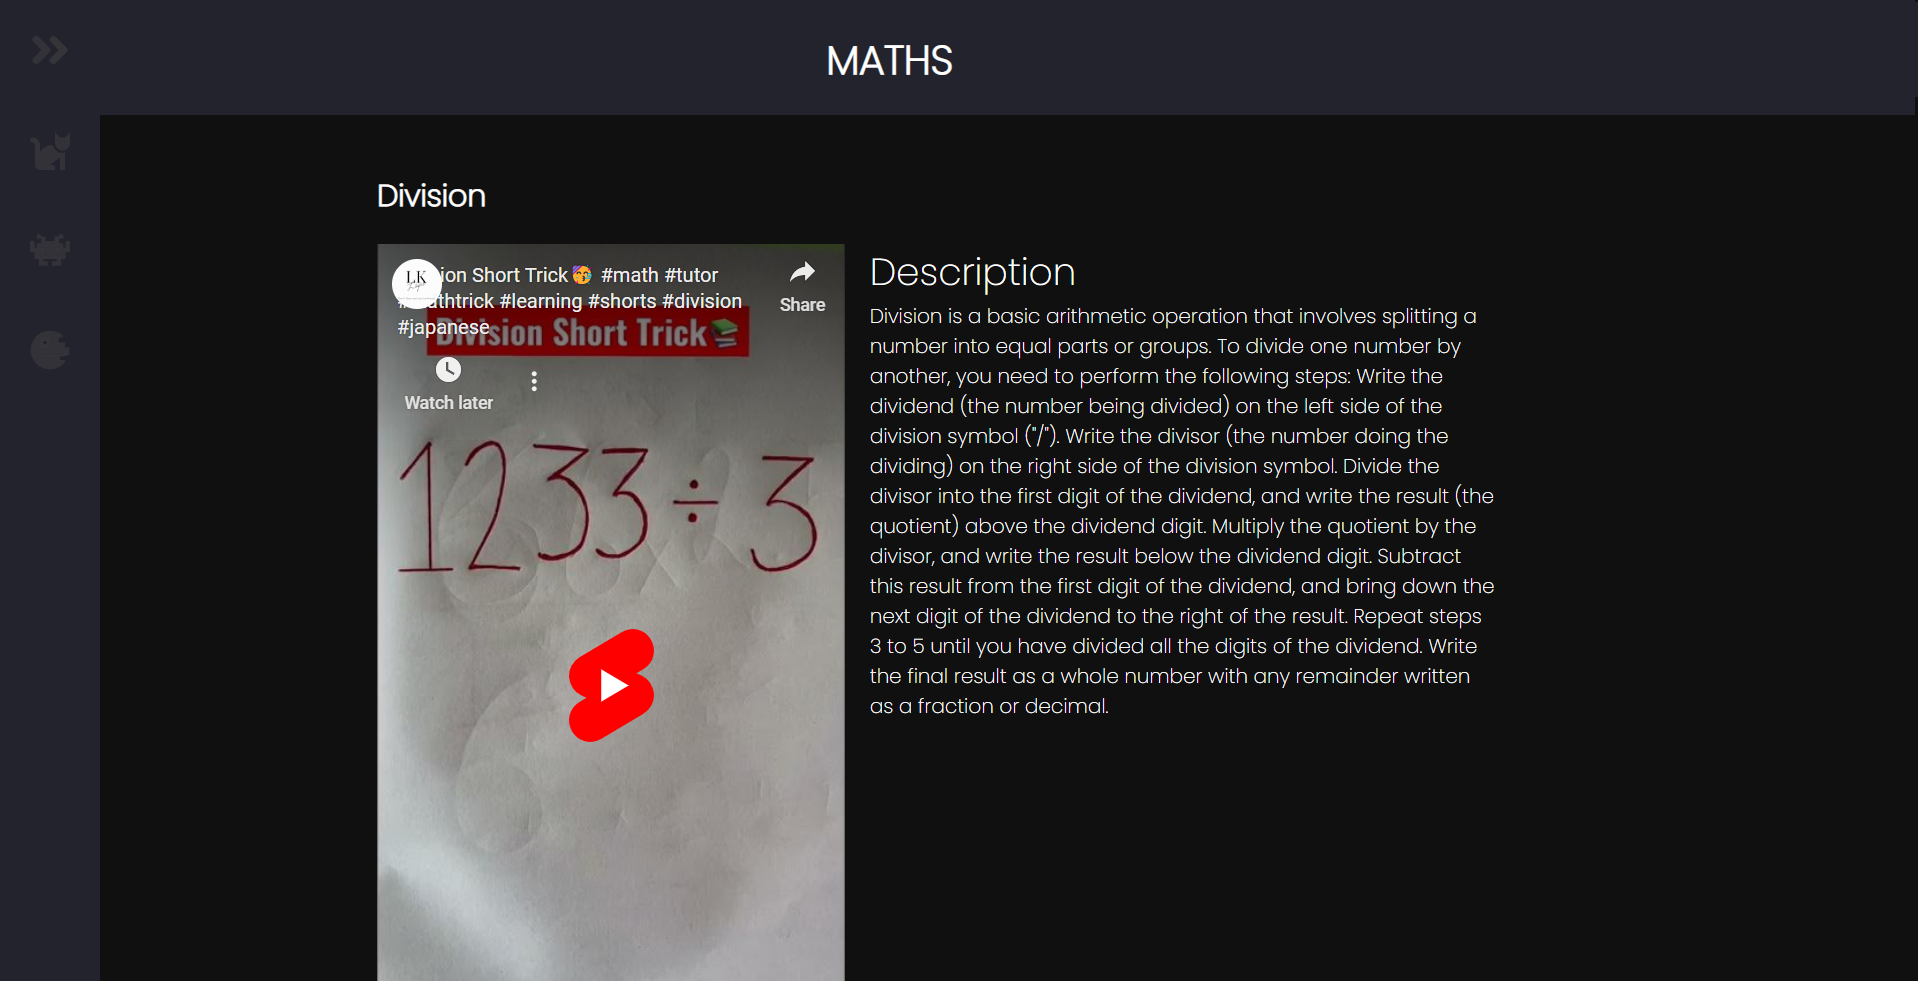 MATHS
Division
LK
ion Short Trick🥳 #math #tutor
thtrick #learning #shorts #division
#japanese
Division Short Trick📚
Share
Watch later
1233 ÷ 3
Description
Division is a basic arithmetic operation that involves splitting a
number into equal parts or groups. To divide one number by
another, you need to perform the following steps: Write the
dividend (the number being divided) on the left side of the
division symbol ("/"). Write the divisor (the number doing the
dividing) on the right side of the division symbol. Divide the
divisor into the first digit of the dividend, and write the result (the
quotient) above the dividend digit. Multiply the quotient by the
divisor, and write the result below the dividend digit. Subtract
this result from the first digit of the dividend, and bring down the
next digit of the dividend to the right of the result. Repeat steps
3 to 5 until you have divided all the digits of the dividend. Write
the final result as a whole number with any remainder written
as a fraction or decimal.